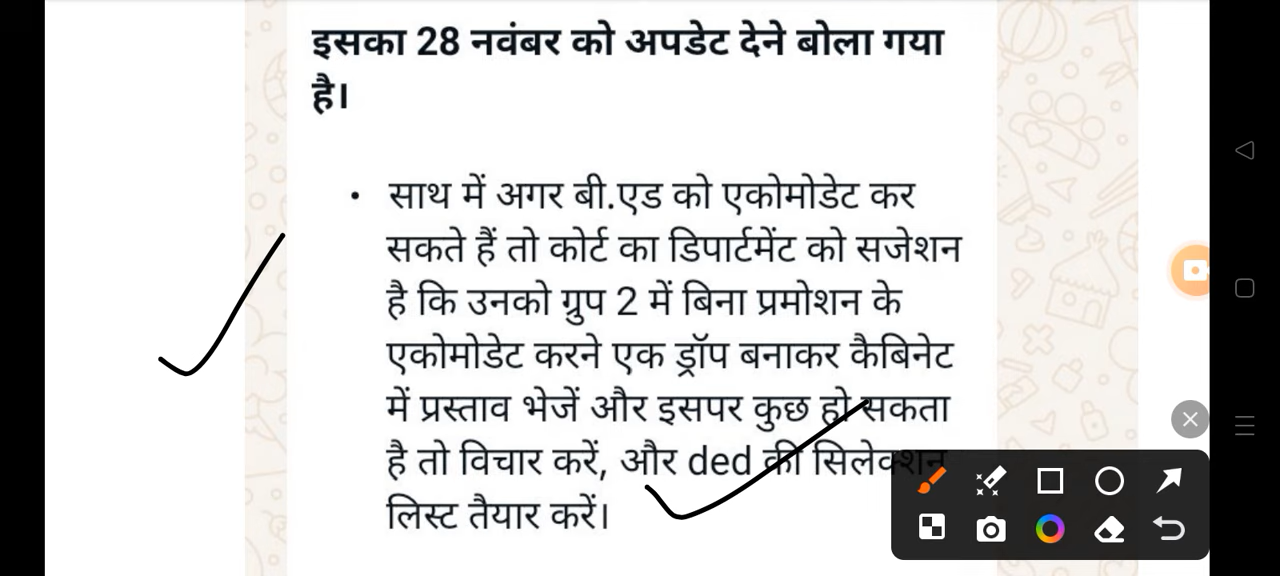 इसका 28 नवंबर को अपडेट देने बोला गया
है।
• साथ में अगर बी.एड को एकोमोडेट कर
सकते हैं तो कोर्ट का डिपार्टमेंट को सजेशन
है कि उनको ग्रुप 2 में बिना प्रमोशन के
एकोमोडेट करने एक ड्रॉप बनाकर कैबिनेट
में प्रस्ताव भेजें और इसपर कुछ हो सकता
है तो विचार करें, और ded की सिलेक्शन
लिस्ट तैयार करें।